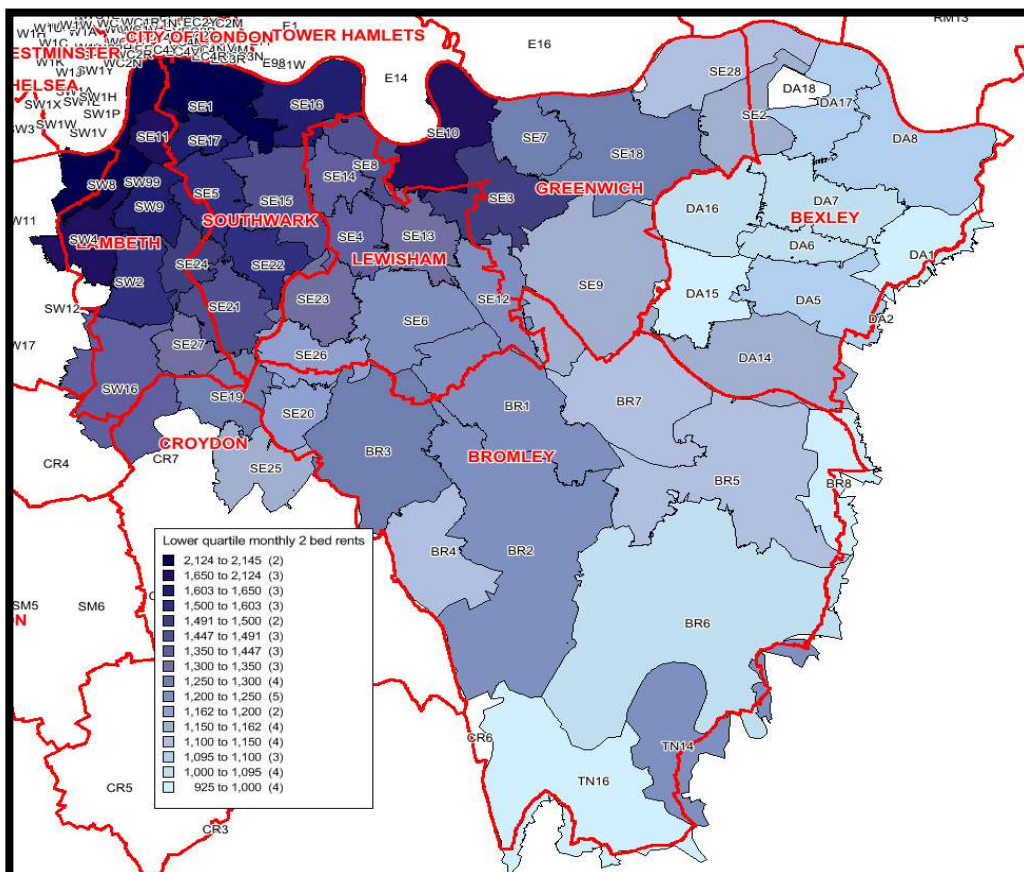 RM13
E1
CITY OF LONDON
TOWER HAMLETS
E16
E14
ESTMINSTER
WC2N
SW1Y
HELSEA
SW1X
SW1H
SW1P
SW3
SW1W
SW1V
SE28
DA18
DA17
SE2
SE1
SE16
SE10
SE7
SE18
DA8
SE11
SE17
SE8
SE14
SW8
SW99
SE5
SE15
SE3
GREENWICH
DA16
DA7
BEXLEY
W11
SW9
SOUTHWARK
SW4
LAMBETH
SE4
SE13
LEWISHAM
DA6
DA1
SE24
SE22
SW2
SE9
DA15
DA5
SW12
SE21
SE23
SE12
SE6
DA2
W17
SE27
SE26
DA14
SW16
SE19
SE20
BR1
BR7
CROYDON
CR4
CR7
SE25
BR3
BROMLEY
BR5
BR8
Lower quartile monthly 2 bed rents
2,124 to 2,145 (2)
1,650 to 2,124 (3)
1,603 to 1,650 (3)
1,500 to 1,603 (3)
1,491 to 1,500 (2)
1,447 to 1,491 (3)
1,350 to 1,447 (3)
1,300 to 1,350 (3)
1,250 to 1,300 (4)
1,200 to 1,250 (5)
1,162 to 1,200 (2)
1,150 to 1,162 (4)
1,100 to 1,150 (4)
1,095 to 1,100 (3)
1,000 to 1,095 (4)
925 to 1,000 (4)
BR4
BR2
SM5
SM6
ON
BR6
CR6
TN14
TN16
CR5
CR3